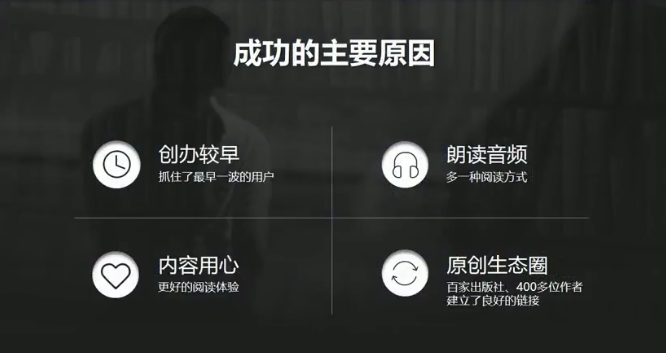 成功的主要原因
创办较早
抓住了最早一波的用户
朗读音频
多一种阅读方式
内容用心
更好的阅读体验
原创生态圈
百家出版社、400多位作者
建立了良好的链接